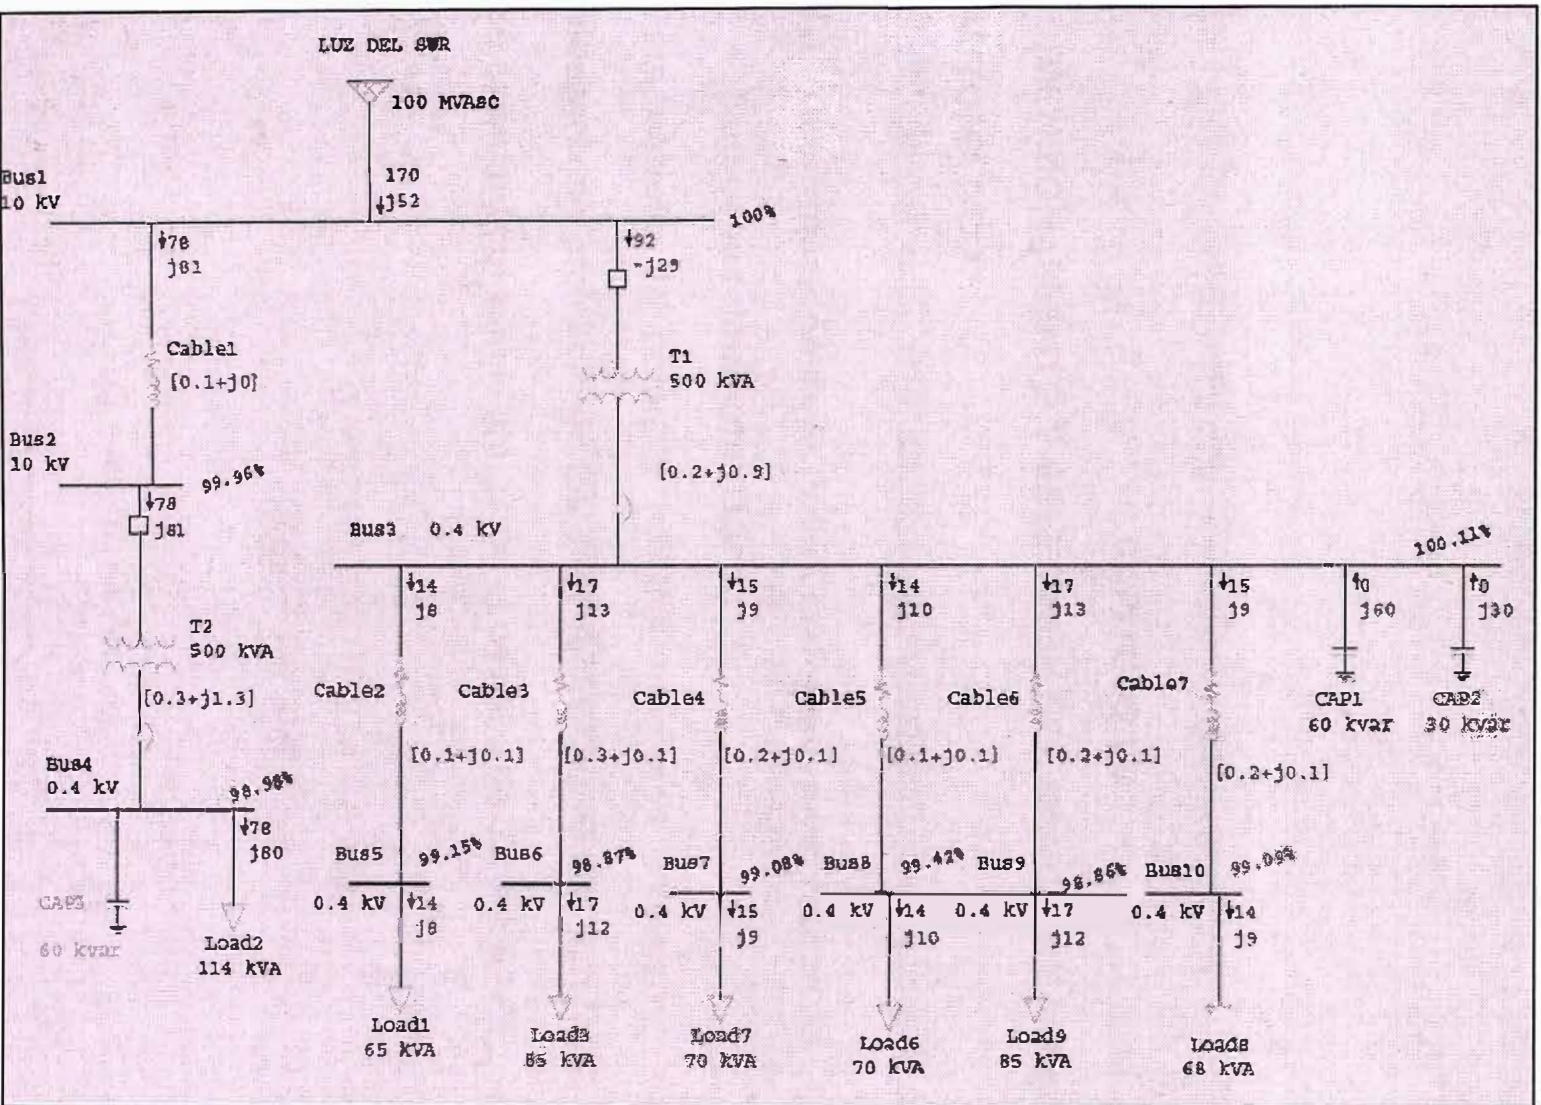 LUZ DEL SUR
100 MVAsc
170
j52
Bus1
10 kV
100%
78
j81
92
-j29
Cable1
[0.1+j0]
T1
500 kVA
Bus2
10 kV
99.96%
[0.2+j0.9]
78
j81
Bus3 0.4 kV
100.11%
14
j8
17
j13
15
j9
14
j10
17
j13
15
j9
0
j60
0
j30
T2
500 kVA
[0.3+j1.3]
Cable2
Cable3
Cable4
Cable5
Cable6
Cable7
CAP1
60 kvar
CAP2
30 kvar
[0.1+j0.1]
[0.3+j0.1]
[0.2+j0.1]
[0.1+j0.1]
[0.2+j0.1]
[0.2+j0.1]
Bus4
0.4 kV
98.98%
78
j80
CAP3
60 kvar
Load2
114 kVA
Bus5
99.15%
0.4 kV
14
j8
Load1
65 kVA
Bus6
98.87%
0.4 kV
17
j12
Load3
85 kVA
Bus7
99.08%
0.4 kV
15
j9
Load7
70 kVA
Bus8
99.42%
0.4 kV
14
j10
Load6
70 kVA
Bus9
98.86%
0.4 kV
17
j12
Load9
85 kVA
Bus10
99.09%
0.4 kV
14
j9
Load8
68 kVA